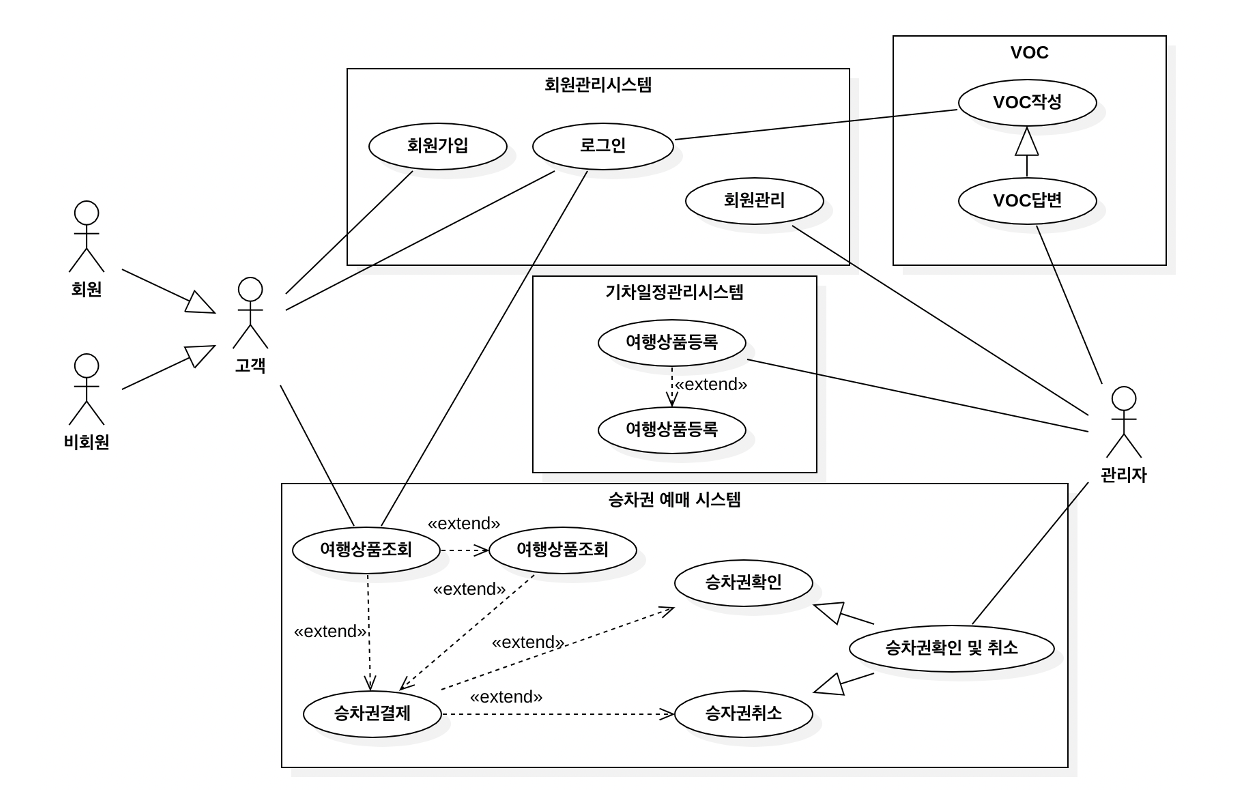 VOC
회원관리시스템
VOC작성
회원가입
로그인
회원관리
VOC답변
회원
기차일정관리시스템
여행상품등록
고객
«extend»
여행상품등록
비회원
관리자
승차권 예매 시스템
«extend»
여행상품조회
여행상품조회
승차권확인
«extend»
«extend»
«extend»
승차권확인 및 취소
«extend»
승차권결제
승자권취소